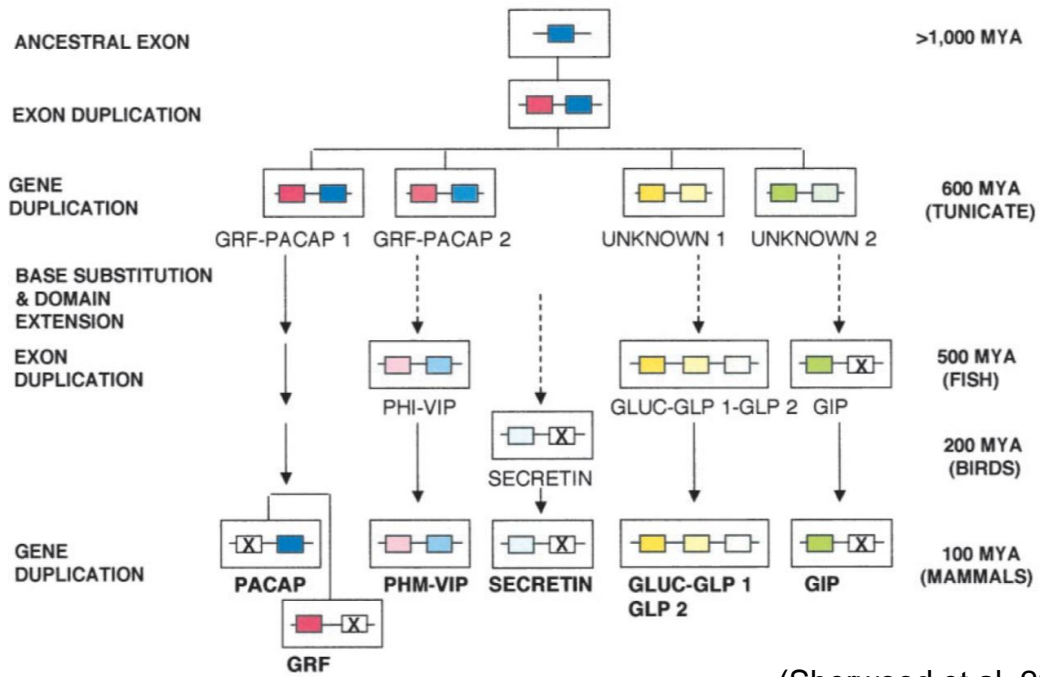 ANCESTRAL EXON
>1,000 MYA
EXON DUPLICATION
GENE
DUPLICATION
600 MYA
(TUNICATE)
GRF-PACAP 1
GRF-PACAP 2
UNKNOWN 1
UNKNOWN 2
BASE SUBSTITUTION
& DOMAIN
EXTENSION
EXON
DUPLICATION
X
500 MYA
(FISH)
PHI-VIP
GLUC-GLP 1-GLP 2
GIP
X
200 MYA
(BIRDS)
SECRETIN
GENE
DUPLICATION
X
X
X
100 MYA
(MAMMALS)
PACAP
PHM-VIP
SECRETIN
GLUC-GLP 1
GLP 2
GIP
X
GRF